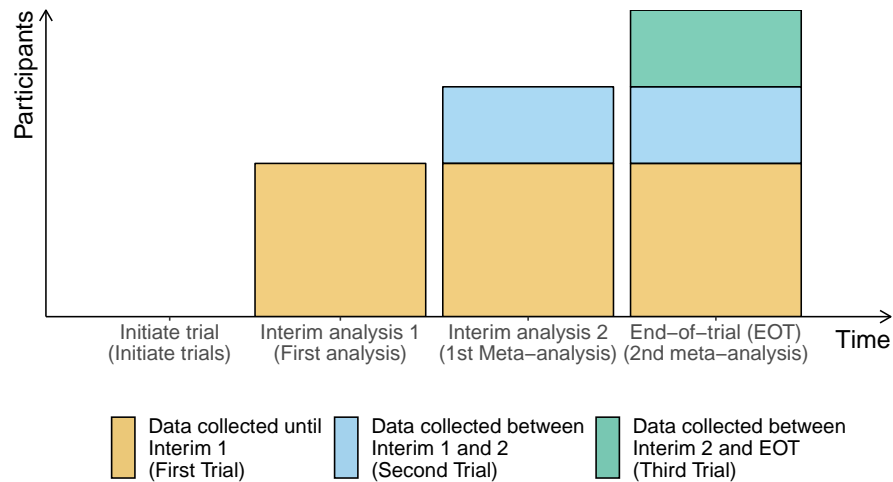 Participants
Initiate trial
(Initiate trials)
Interim analysis 1
(First analysis)
Interim analysis 2
(1st Meta−analysis)
End−of−trial (EOT)
(2nd meta−analysis)
Time
Data collected until
Interim 1
(First Trial)
Data collected between
Interim 1 and 2
(Second Trial)
Data collected between
Interim 2 and EOT
(Third Trial)